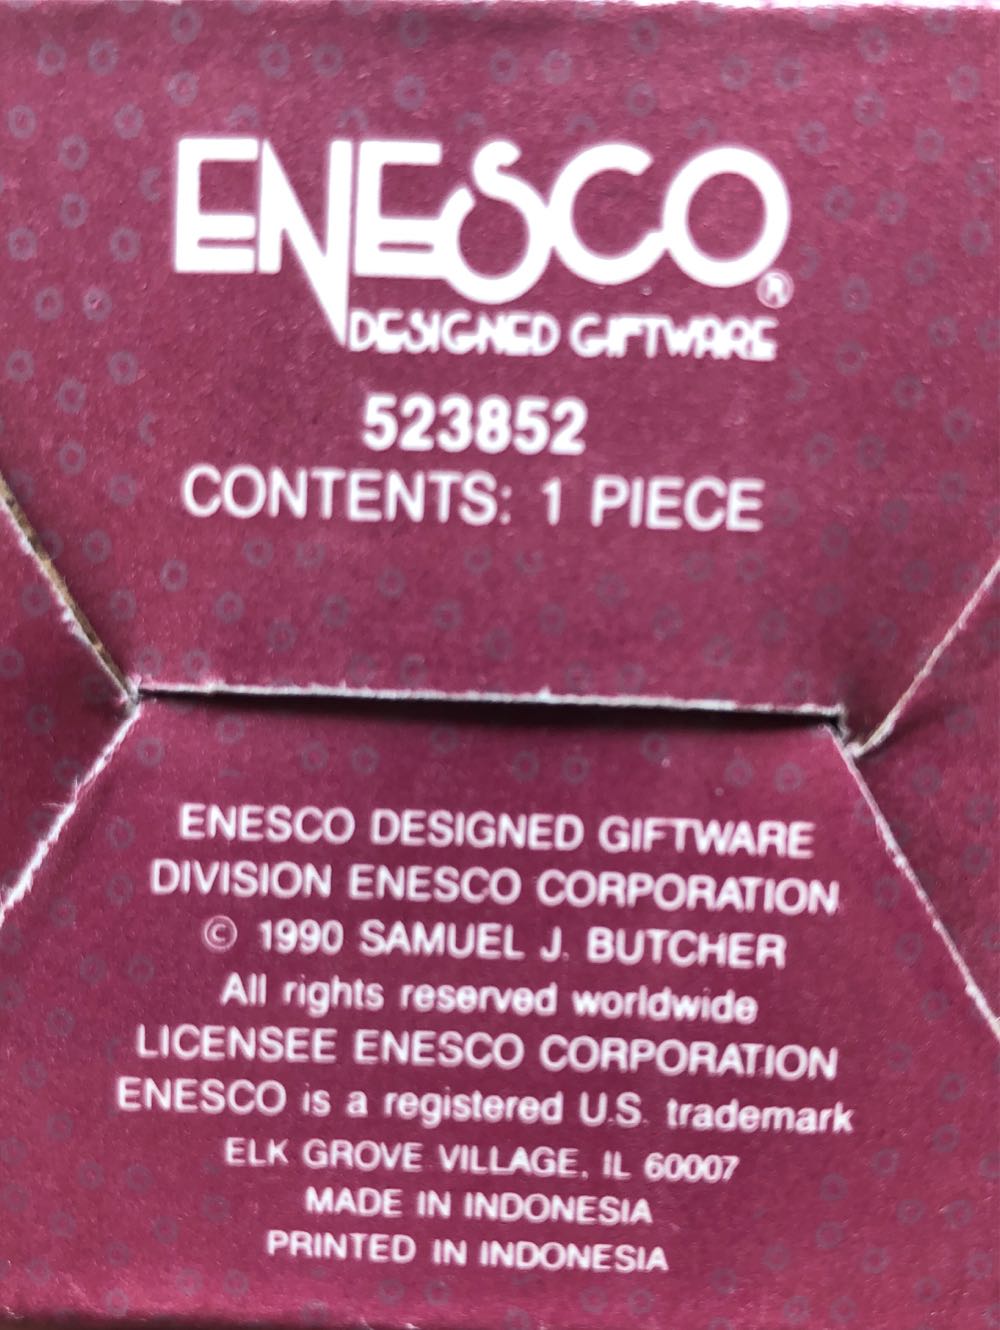 ENESCO®
DESIGNED GIFTWARE
523852
CONTENTS: 1 PIECE
ENESCO DESIGNED GIFTWARE
DIVISION ENESCO CORPORATION
© 1990 SAMUEL J. BUTCHER
All rights reserved worldwide
LICENSEE ENESCO CORPORATION
ENESCO is a registered U.S. trademark
ELK GROVE VILLAGE, IL 60007
MADE IN INDONESIA
PRINTED IN INDONESIA